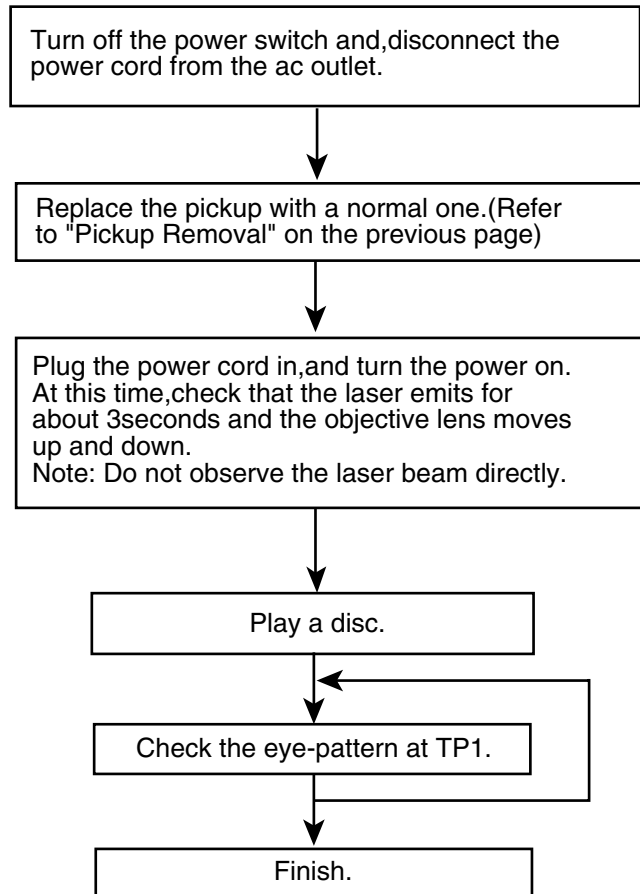 Turn off the power switch and,disconnect the
power cord from the ac outlet.
Replace the pickup with a normal one.(Refer
to "Pickup Removal" on the previous page)
Plug the power cord in,and turn the power on.
At this time,check that the laser emits for
about 3seconds and the objective lens moves
up and down.
Note: Do not observe the laser beam directly.
Play a disc.
Check the eye-pattern at TP1.
Finish.